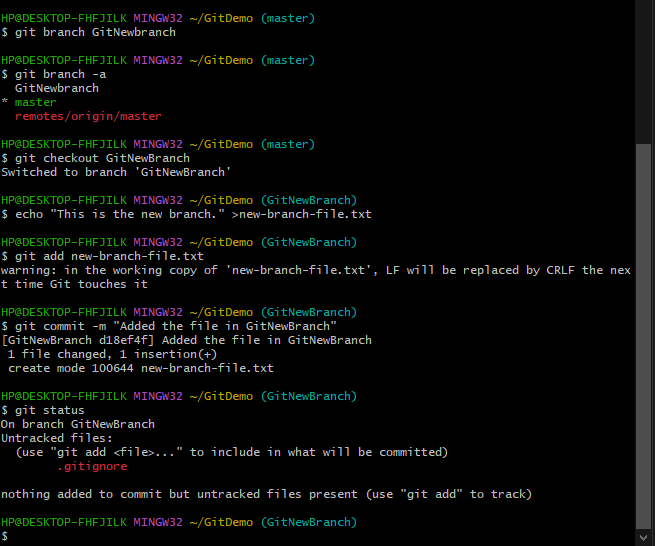 HP@DESKTOP-FHFJILK MINGW32 ~/GitDemo (master)
$ git branch GitNewbranch
HP@DESKTOP-FHFJILK MINGW32 ~/GitDemo (master)
$ git branch -a
  GitNewbranch
* master
  remotes/origin/master
HP@DESKTOP-FHFJILK MINGW32 ~/GitDemo (master)
$ git checkout GitNewBranch
Switched to branch 'GitNewBranch'
HP@DESKTOP-FHFJILK MINGW32 ~/GitDemo (GitNewBranch)
$ echo "This is the new branch." >new-branch-file.txt
HP@DESKTOP-FHFJILK MINGW32 ~/GitDemo (GitNewBranch)
$ git add new-branch-file.txt
warning: in the working copy of 'new-branch-file.txt', LF will be replaced by CRLF the nex
t time Git touches it
HP@DESKTOP-FHFJILK MINGW32 ~/GitDemo (GitNewBranch)
$ git commit -m "Added the file in GitNewBranch"
[GitNewBranch d18ef4f] Added the file in GitNewBranch
 1 file changed, 1 insertion(+)
 create mode 100644 new-branch-file.txt
HP@DESKTOP-FHFJILK MINGW32 ~/GitDemo (GitNewBranch)
$ git status
On branch GitNewBranch
Untracked files:
  (use "git add <file>..." to include in what will be committed)
        .gitignore
nothing added to commit but untracked files present (use "git add" to track)
HP@DESKTOP-FHFJILK MINGW32 ~/GitDemo (GitNewBranch)
$